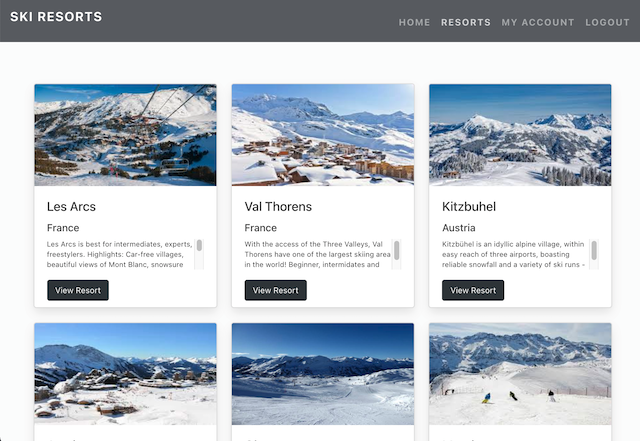 SKI RESORTS
HOME RESORTS MY ACCOUNT LOGOUT
Les Arcs
France
Les Arcs is best for intermediates, experts,
freestylers. Highlights: Car-free villages,
beautiful views of Mont Blanc, snowsure
View Resort
Val Thorens
France
With the access of the Three Valleys, Val
Thorens have one of the largest skiing area
in the world! Beginner, intermidates and
View Resort
Kitzbuhel
Austria
Kitzbühel is an idyllic alpine village, within
easy reach of three airports, boasting
reliable snowfall and a variety of ski runs –
View Resort